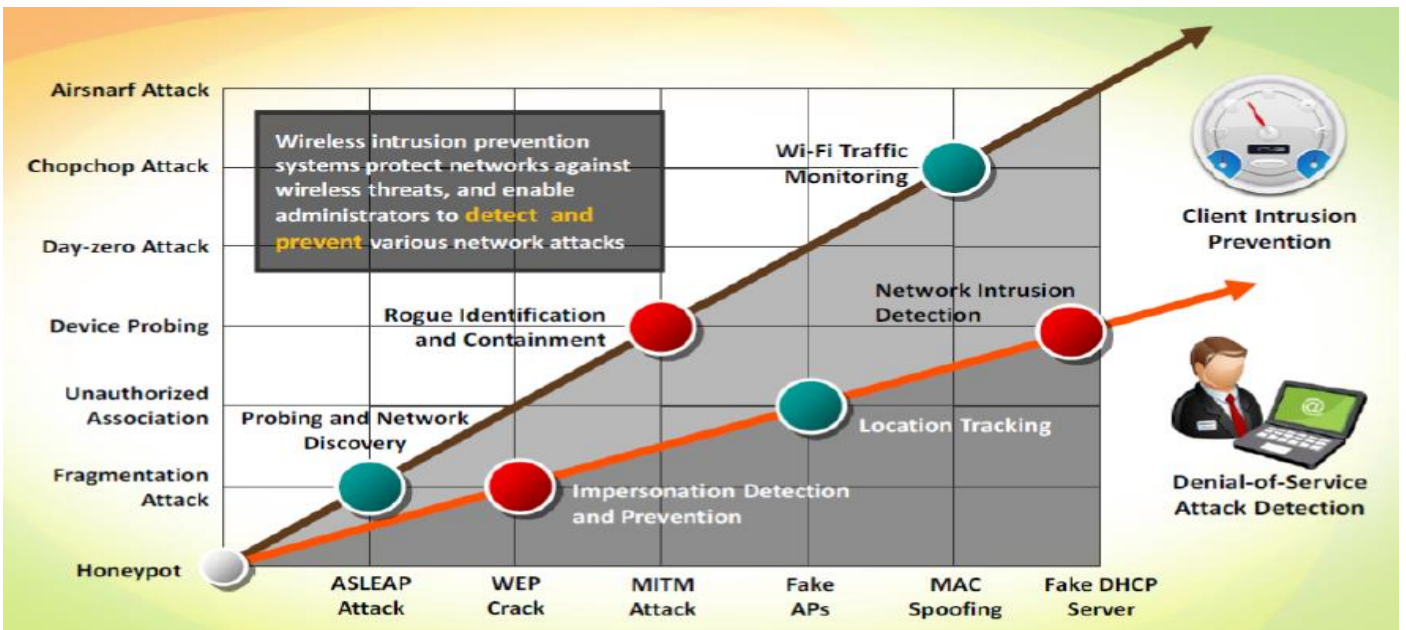 Airsnarf Attack
Chopchop Attack
Day-zero Attack
Device Probing
Unauthorized
Association
Fragmentation
Attack
Honeypot
Wireless intrusion prevention
systems protect networks against
wireless threats, and enable
administrators to detect and
prevent various network attacks
Wi-Fi Traffic
Monitoring
Rogue Identification
and Containment
Network Intrusion
Detection
Probing and Network
Discovery
Location Tracking
Impersonation Detection
and Prevention
ASLEAP
Attack
WEP
Crack
MITM
Attack
Fake
APs
MAC
Spoofing
Fake DHCP
Server
Client Intrusion
Prevention
@
Denial-of-Service
Attack Detection